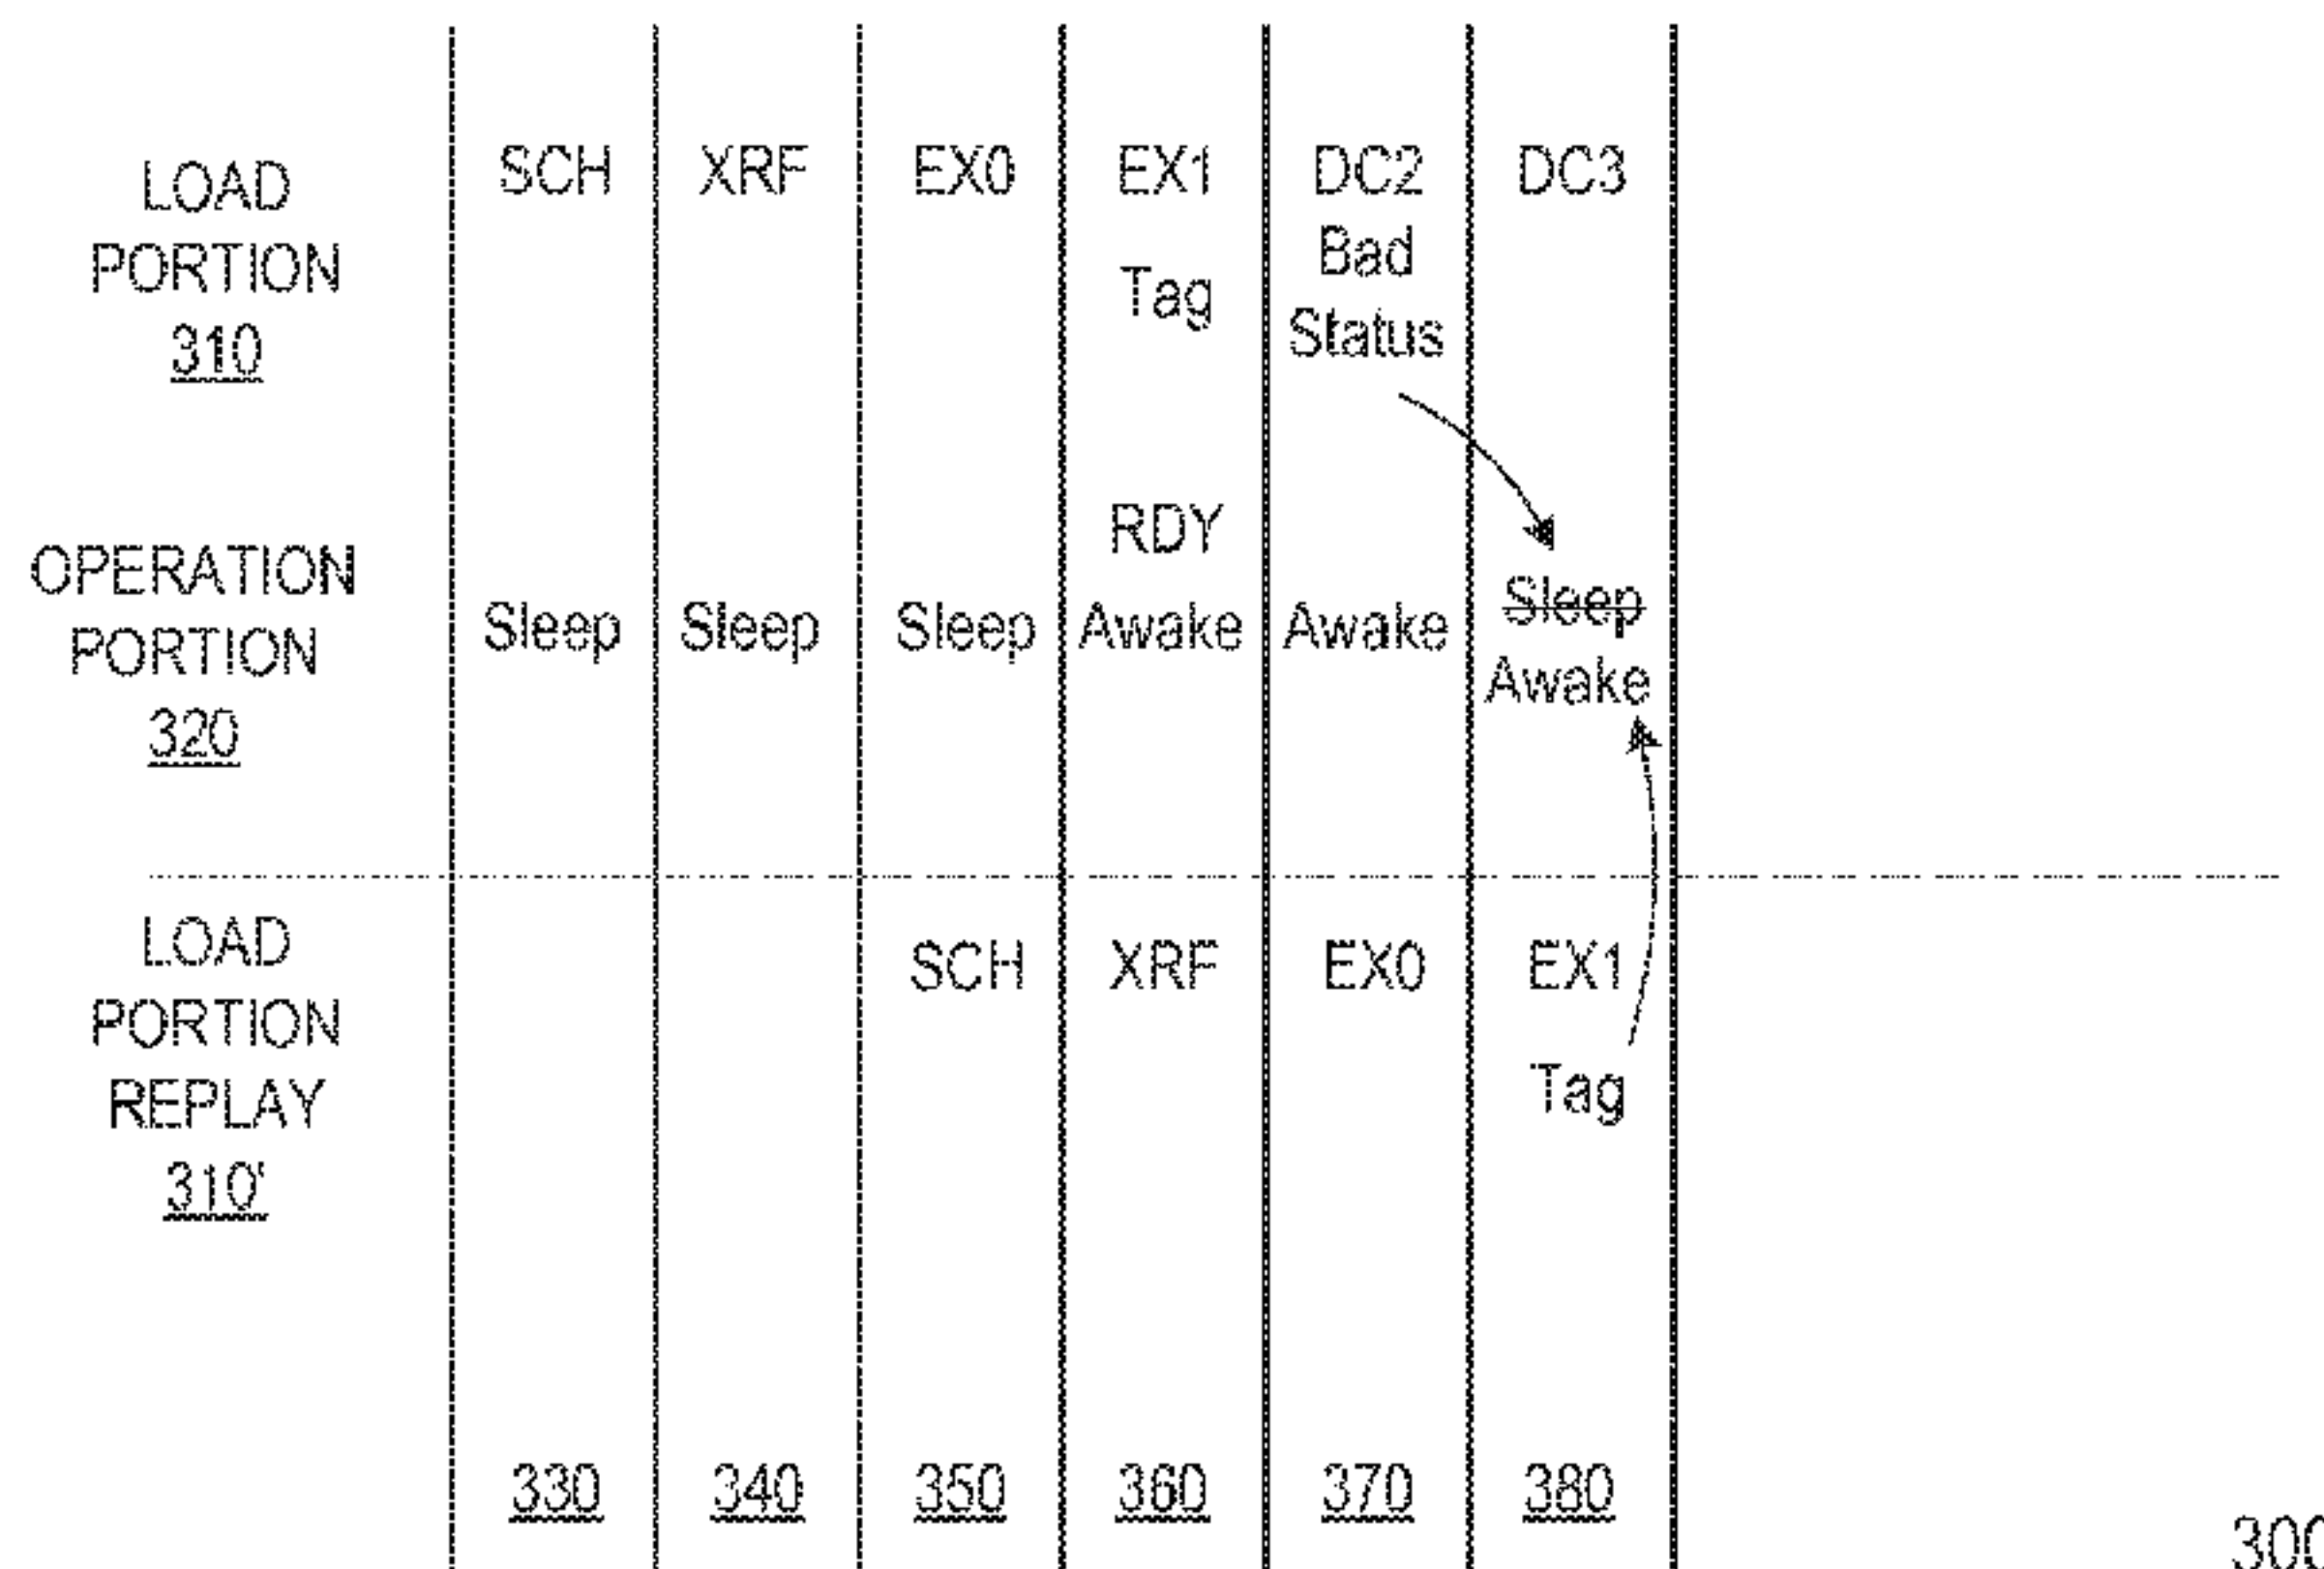 LOAD PORTION 310
SCH XRF EX0 EX1 DC2 DC3
Tag
Bad Status
OPERATION PORTION 320
RDY
Sleep Sleep Sleep Awake Awake Sleep
Awake
LOAD PORTION REPLAY 310'
SCH XRF EX0 EX1
Tag
330 340 350 360 370 380
300